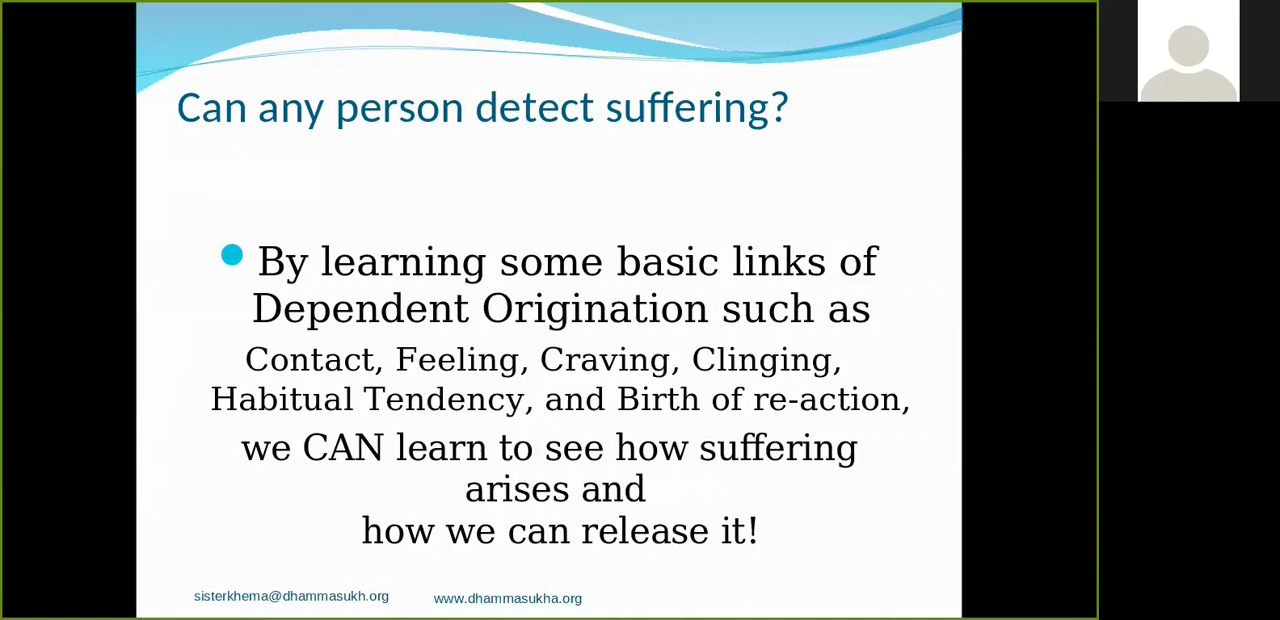 Can any person detect suffering?
By learning some basic links of
Dependent Origination such as
Contact, Feeling, Craving, Clinging,
Habitual Tendency, and Birth of re-action,
we CAN learn to see how suffering
arises and
how we can release it!
sisterkhema@dhammasukh.org
www.dhammasukha.org